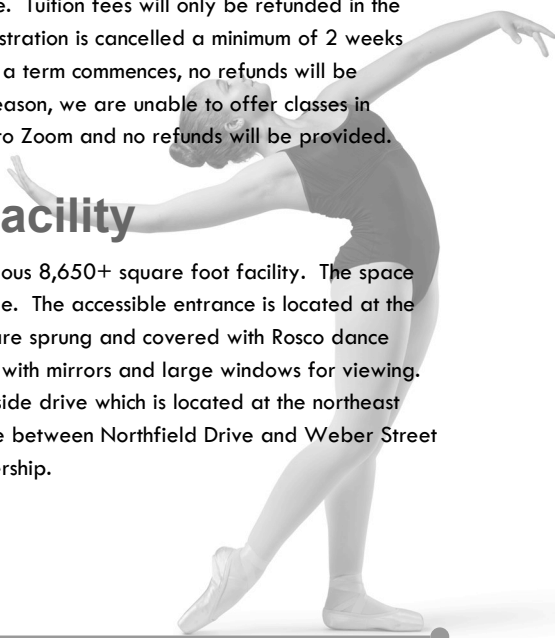 e. Tuition fees will only be refunded in the
stration is cancelled a minimum of 2 weeks
a term commences, no refunds will be
eason, we are unable to offer classes in
to Zoom and no refunds will be provided.
acility
ous 8,650+ square foot facility. The space
e. The accessible entrance is located at the
are sprung and covered with Rosco dance
with mirrors and large windows for viewing.
side drive which is located at the northeast
e between Northfield Drive and Weber Street
ership.